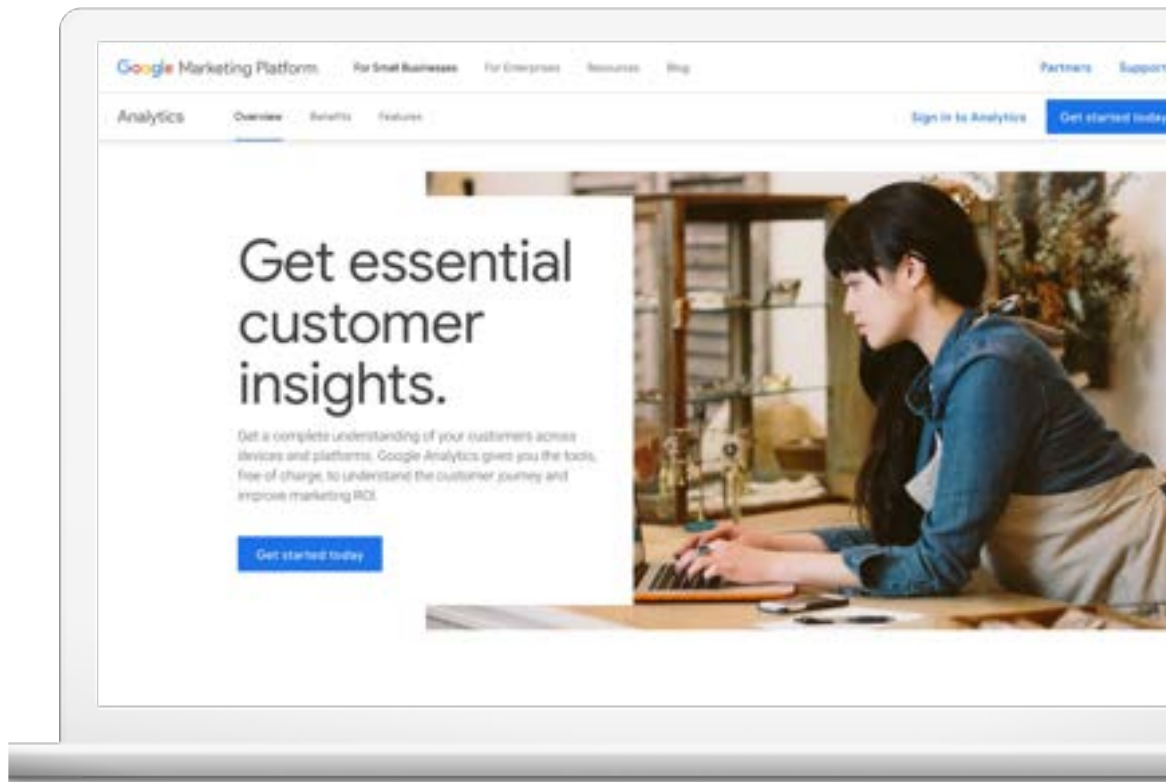 Google Marketing Platform For Small Businesses For Enterprises Resources Blog Partners Support
Analytics Overview Benefits Features Sign in to Analytics Get started today
Get essential
customer
insights.
Get a complete understanding of your customers across
devices and platforms. Google Analytics gives you the tools,
free of charge, to understand the customer journey and
improve marketing ROI.
Get started today